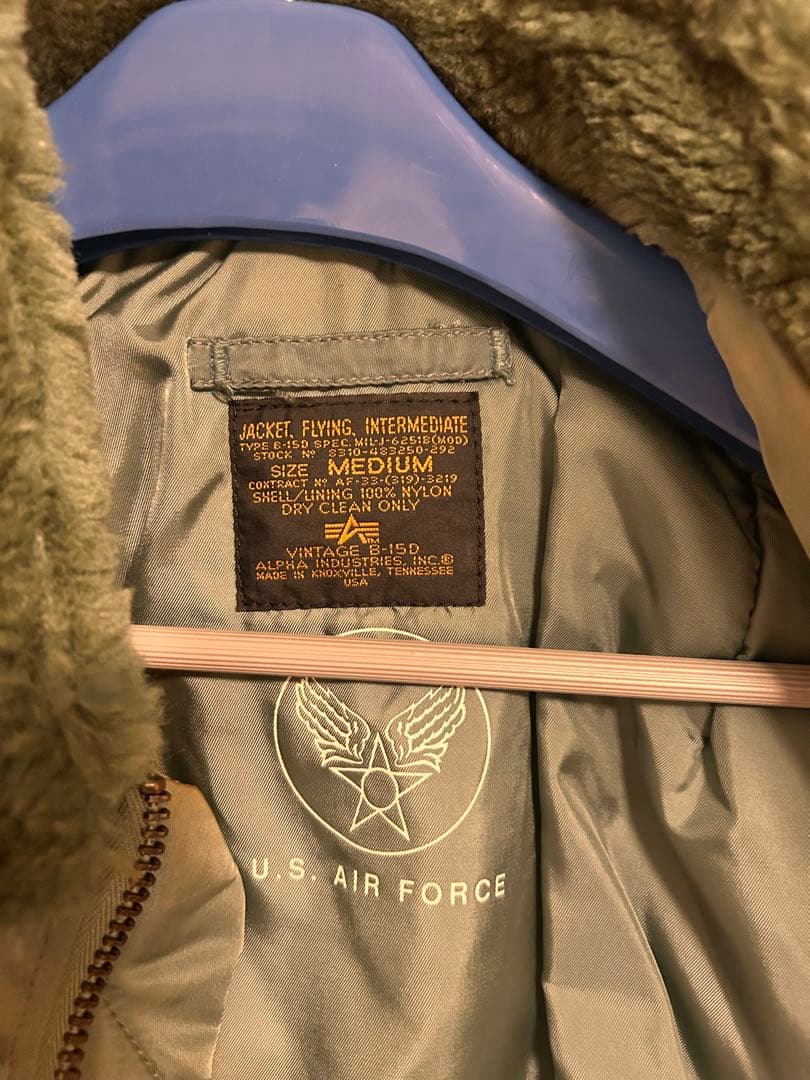 JACKET, FLYING, INTERMEDIATE
TYPE B-15D SPEC. MIL-J-6251B(MOD)
STOCK Nº 8310-483250-292
SIZE MEDIUM
CONTRACT Nº AF-33-(319)-3219
SHELL/LINING 100% NYLON
DRY CLEAN ONLY
TM
VINTAGE B-15D
ALPHA INDUSTRIES, INC.®
MADE IN KNOXVILLE, TENNESSEE
USA
U.S. AIR FORCE